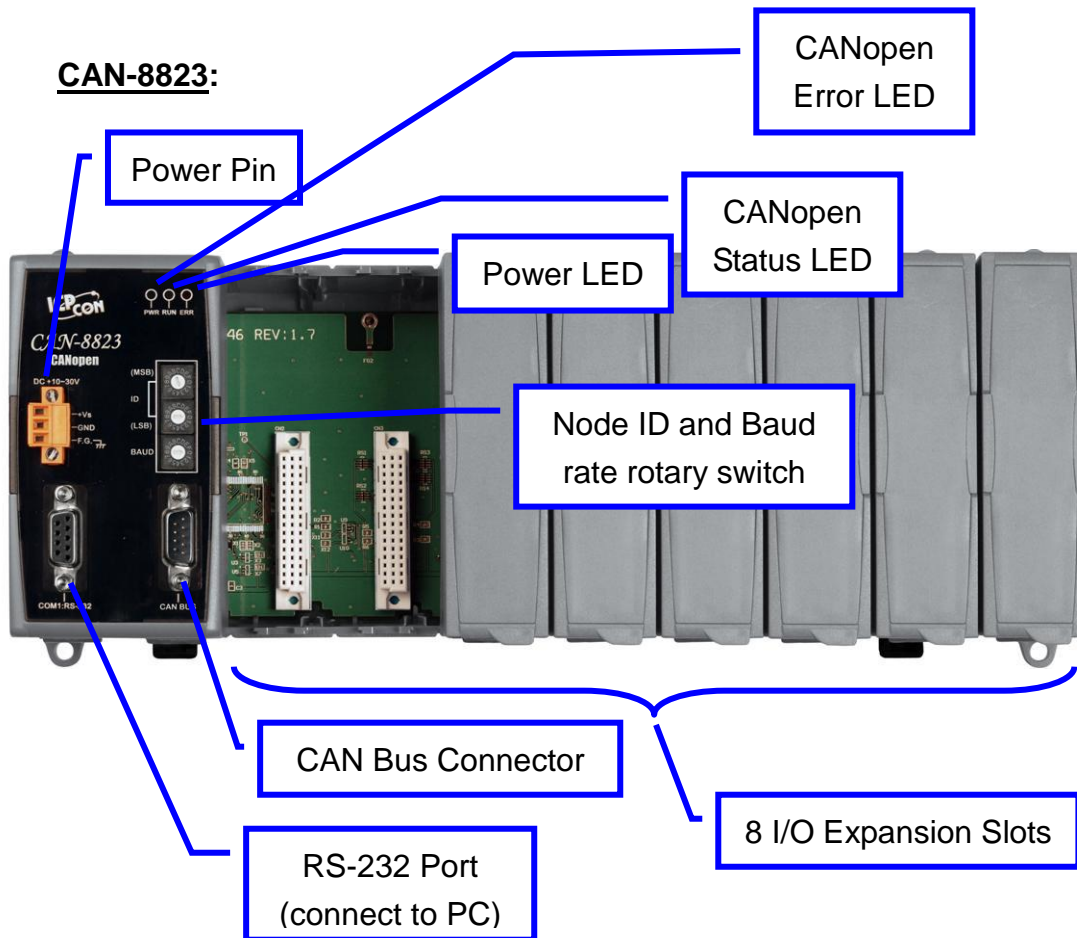 CAN-8823:
CANopen
Error LED
Power Pin
CANopen
Status LED
Power LED
ICP CON
PWR RUN ERR
CAN-8823
CANopen
DC +10~30V
+Vs
GND
F.G.
(MSB)
ID
(LSB)
BAUD
46 REV:1.7
Node ID and Baud
rate rotary switch
COM1:RS-232
CAN BUS
CAN Bus Connector
8 I/O Expansion Slots
RS-232 Port
(connect to PC)